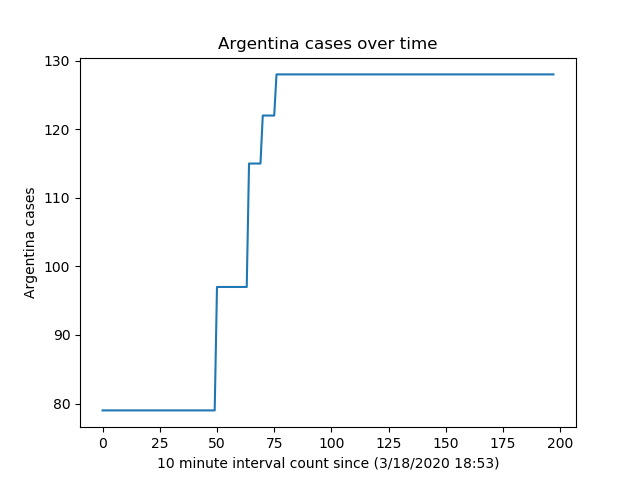 Argentina cases over time
130
120
110
100
90
80
Argentina cases
0 25 50 75 100 125 150 175 200
10 minute interval count since (3/18/2020 18:53)